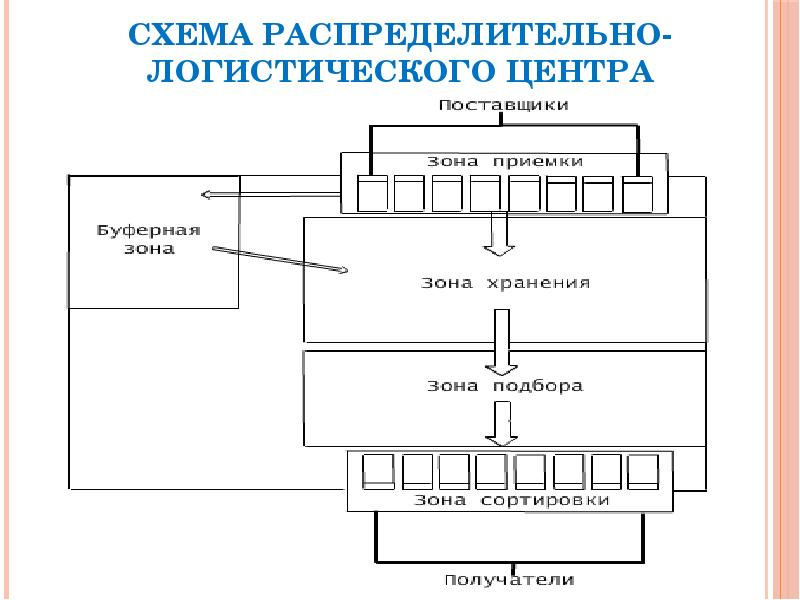 СХЕМА РАСПРЕДЕЛИТЕЛЬНО-
ЛОГИСТИЧЕСКОГО ЦЕНТРА
Поставщики
Зона приемки
Буферная
зона
Зона хранения
Зона подбора
Зона сортировки
Получатели